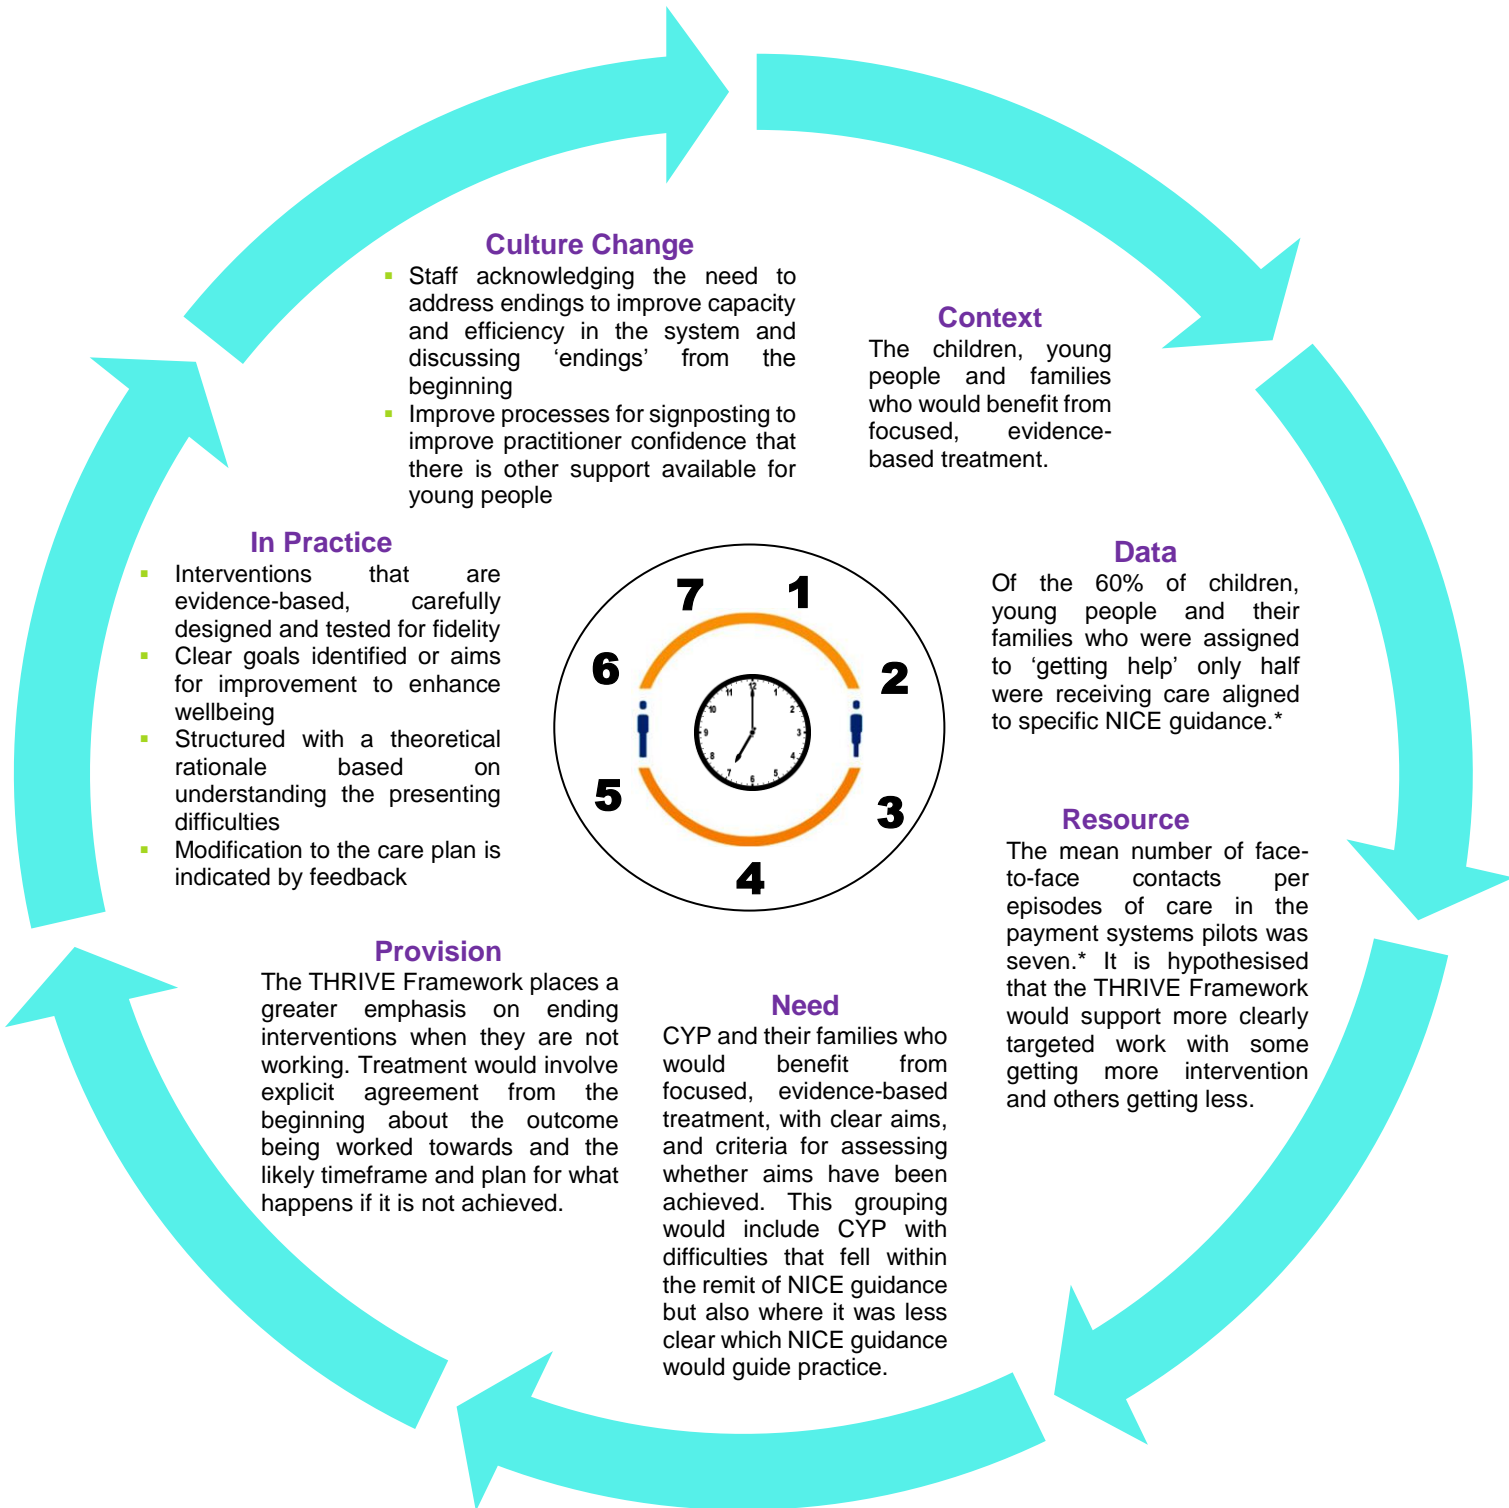 Culture Change
▪ Staff acknowledging the need to
address endings to improve capacity
and efficiency in the system and
discussing ‘endings’ from the
beginning
▪ Improve processes for signposting to
improve practitioner confidence that
there is other support available for
young people
Context
The children, young
people and families
who would benefit from
focused, evidence-
based treatment.
Data
Of the 60% of children,
young people and their
families who were assigned
to ‘getting help’ only half
were receiving care aligned
to specific NICE guidance.*
Resource
The mean number of face-
to-face contacts per
episodes of care in the
payment systems pilots was
seven.* It is hypothesised
that the THRIVE Framework
would support more clearly
targeted work with some
getting more intervention
and others getting less.
Need
CYP and their families who
would benefit from
focused, evidence-based
treatment, with clear aims,
and criteria for assessing
whether aims have been
achieved. This grouping
would include CYP with
difficulties that fell within
the remit of NICE guidance
but also where it was less
clear which NICE guidance
would guide practice.
Provision
The THRIVE Framework places a
greater emphasis on ending
interventions when they are not
working. Treatment would involve
explicit agreement from the
beginning about the outcome
being worked towards and the
likely timeframe and plan for what
happens if it is not achieved.
In Practice
▪ Interventions that are
evidence-based, carefully
designed and tested for fidelity
▪ Clear goals identified or aims
for improvement to enhance
wellbeing
▪ Structured with a theoretical
rationale based on
understanding the presenting
difficulties
▪ Modification to the care plan is
indicated by feedback
1
2
3
4
5
6
7
12
1
2
3
4
5
6
7
8
9
10
11